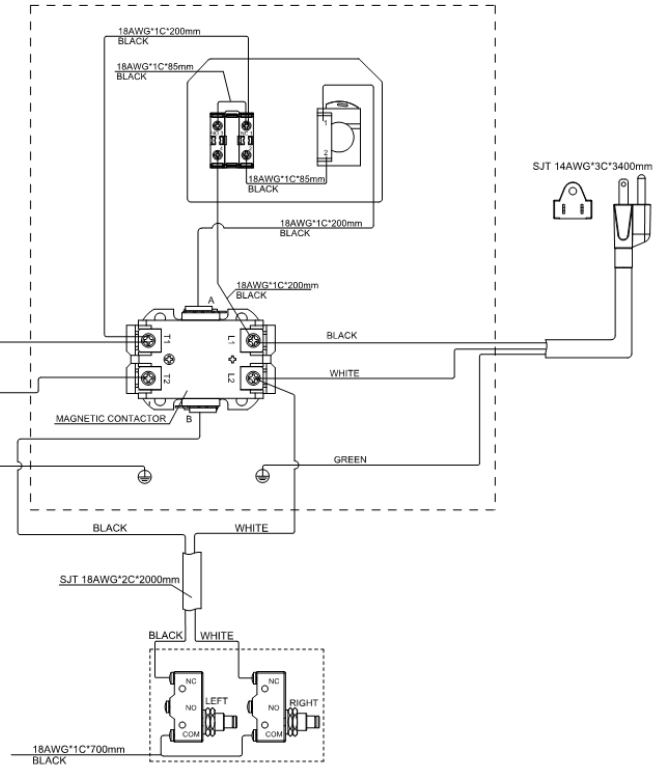 18AWG*1C*200mm
BLACK
18AWG*1C*85mm
BLACK
1
2
18AWG*1C*85mm
BLACK
SJT 14AWG*3C*3400mm
18AWG*1C*200mm
BLACK
18AWG*1C*200mm
BLACK
A
T1
L1
BLACK
T2
L2
WHITE
MAGNETIC CONTACTOR
B
GREEN
BLACK
WHITE
SJT 18AWG*2C*2000mm
BLACK
WHITE
NC
NO
COM
LEFT
NC
NO
COM
RIGHT
18AWG*1C*700mm
BLACK